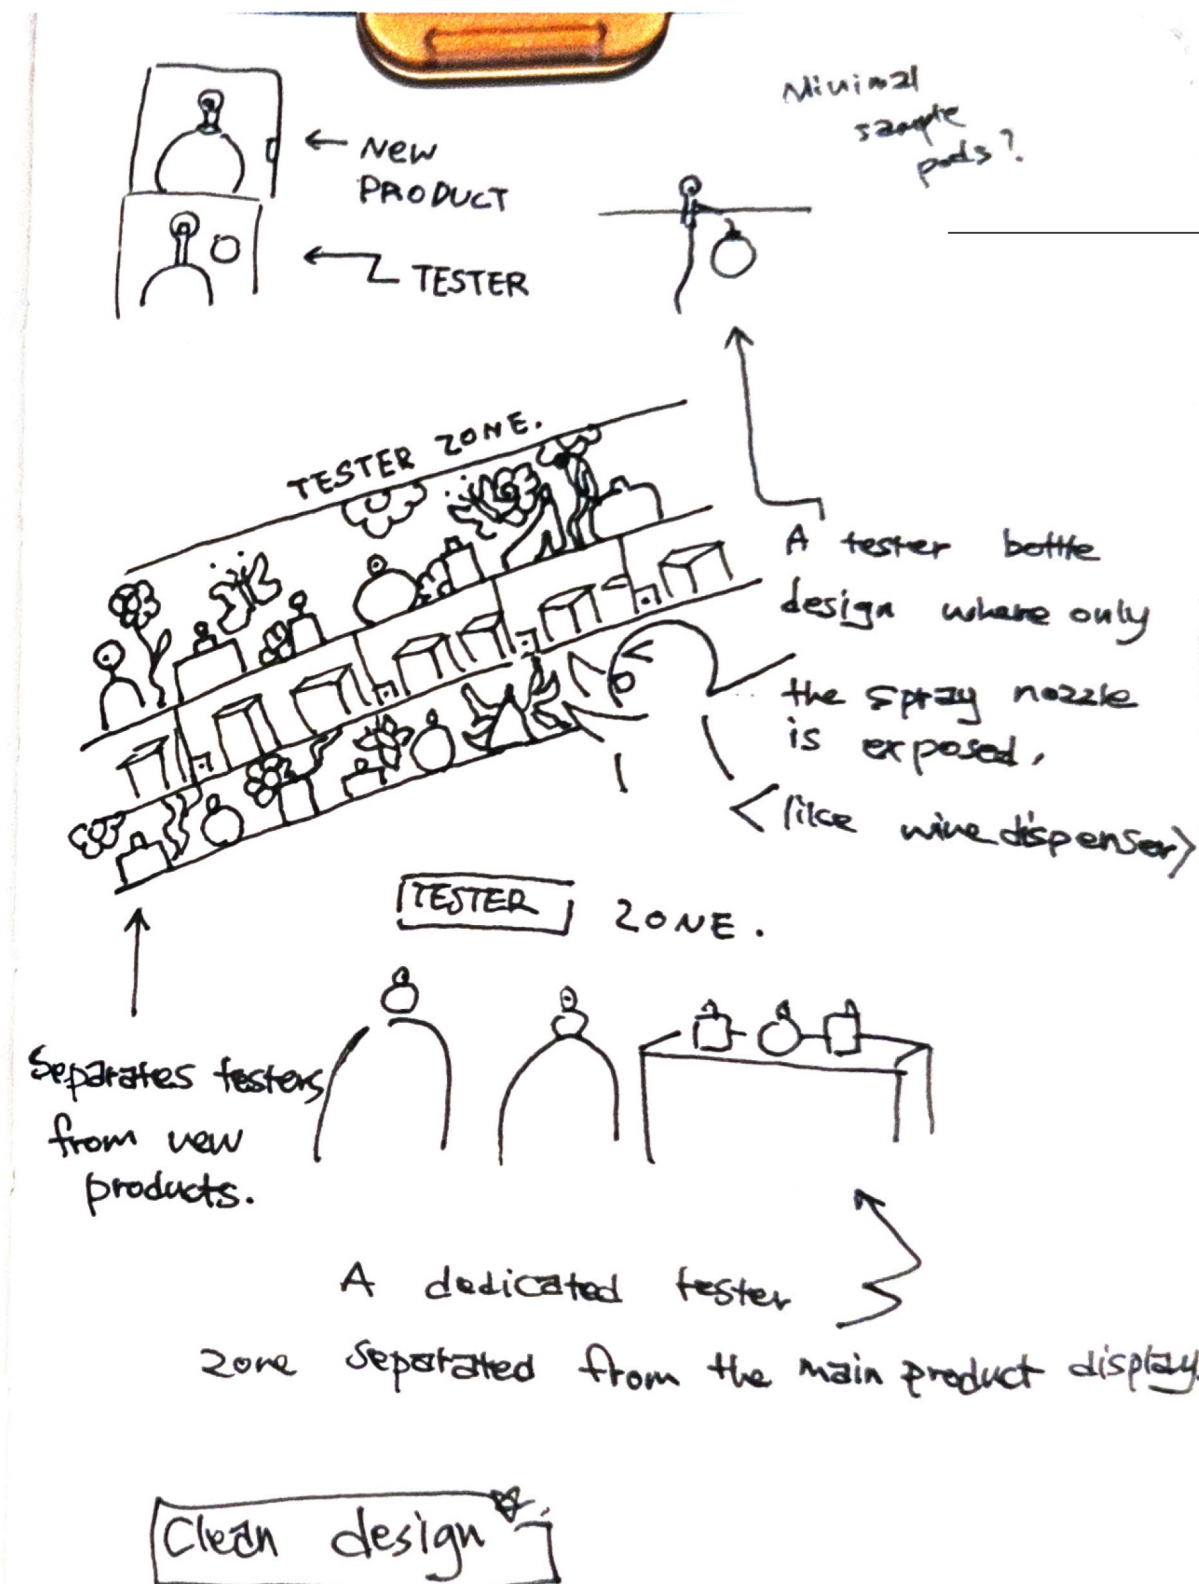 Minimal
sample
pods?
NEW
PRODUCT
TESTER
TESTER ZONE.
A tester bottle
design where only
the spray nozzle
is exposed,
<like wine dispenser>
TESTER ZONE.
Separates testers
from new
products.
A dedicated tester
zone separated from the main product display.
Clean design